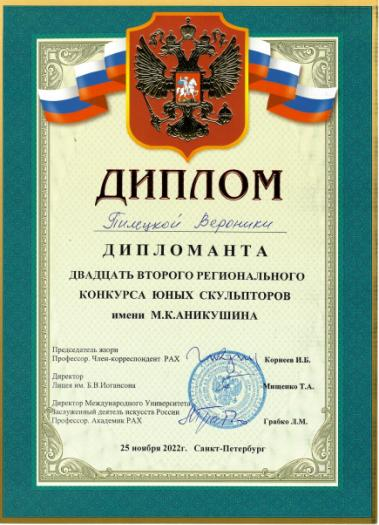 ДИПЛОМ
Пилецкой Вероники
ДИПЛОМАНТА
ДВАДЦАТЬ ВТОРОГО РЕГИОНАЛЬНОГО
КОНКУРСА ЮНЫХ СКУЛЬПТОРОВ
имени М.К.АНИКУШИНА
Председатель жюри
Профессор. Член-корреспондент РАХ Корнеев И.Б.
Директор
Лицея им. Б.В.Иогансона Мищенко Т.А.
Директор Международного Университета
Заслуженный деятель искусств России
Профессор. Академик РАХ Грабко Л.М.
25 ноября 2022г. Санкт-Петербург